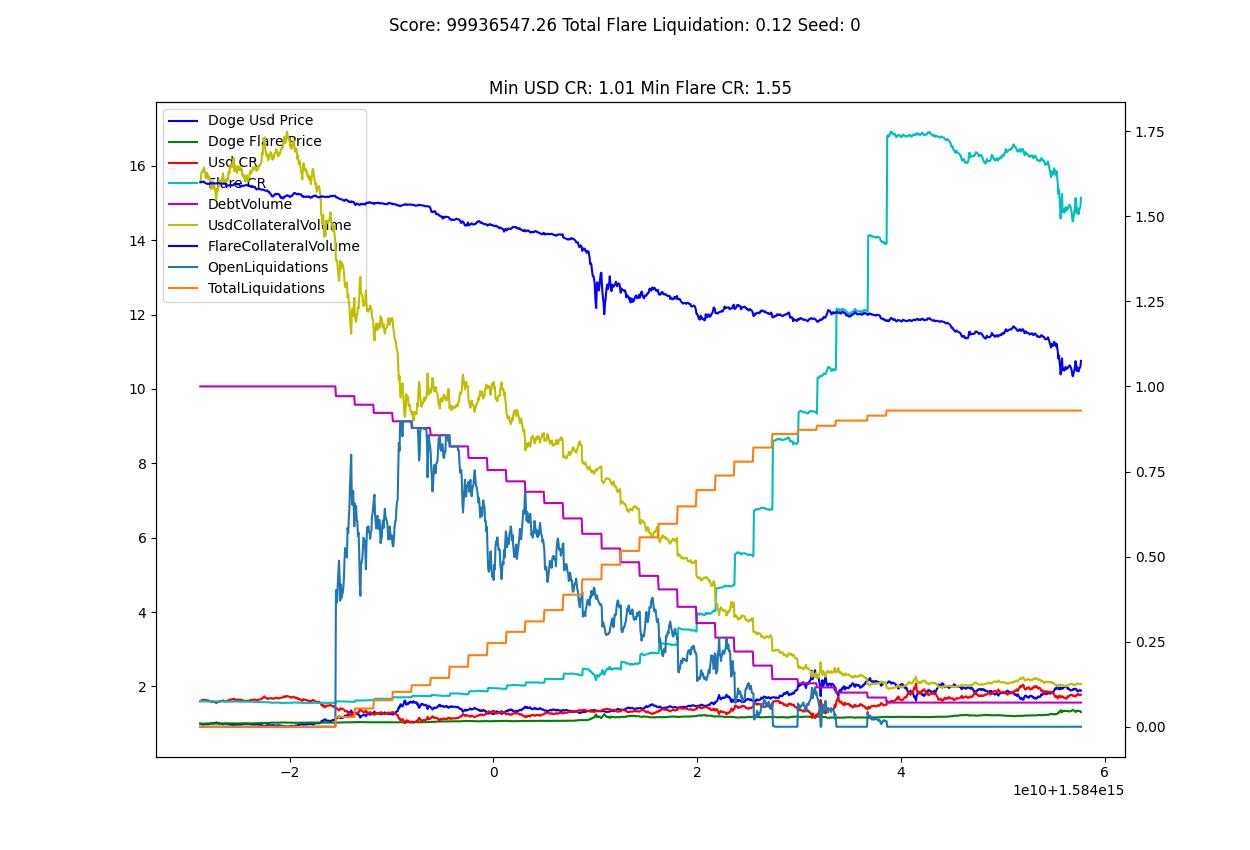 Score: 99936547.26 Total Flare Liquidation: 0.12 Seed: 0
Min USD CR: 1.01 Min Flare CR: 1.55
Doge Usd Price
Doge Flare Price
Usd CR
Flare CR
DebtVolume
UsdCollateralVolume
FlareCollateralVolume
OpenLiquidations
TotalLiquidations
16
14
12
10
8
6
4
2
1.75
1.50
1.25
1.00
0.75
0.50
0.25
0.00
−2
0
2
4
6
1e10+1.584e15